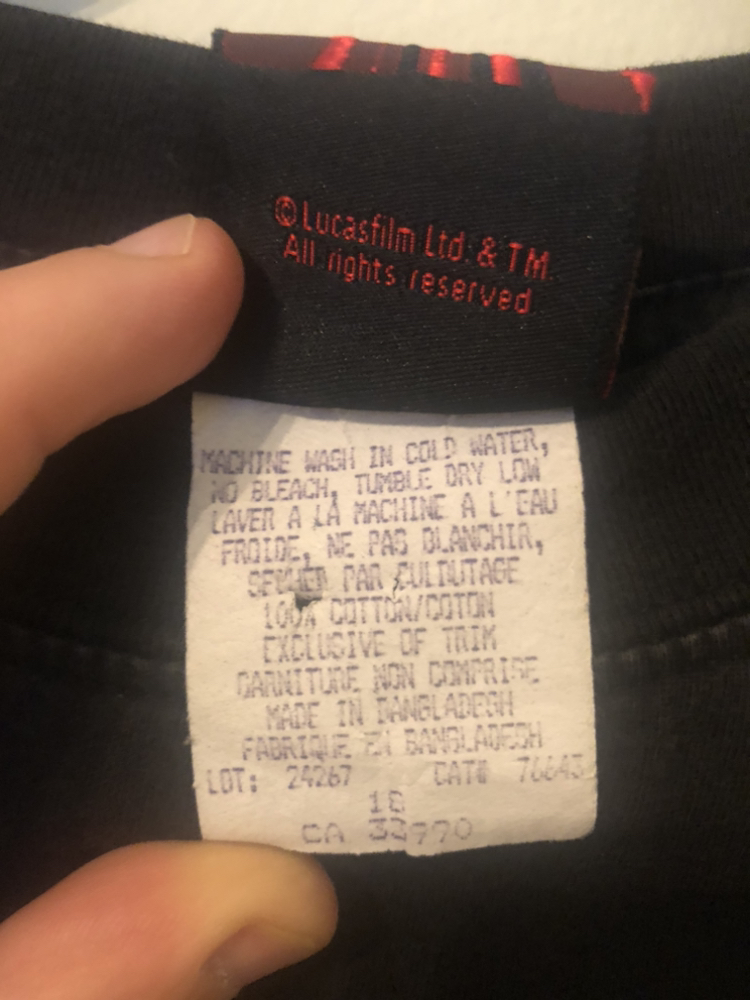 ©Lucasfilm Ltd. & TM.
All rights reserved
MACHINE WASH IN COLD WATER,
NO BLEACH, TUMBLE DRY LOW
LAVER A LA MACHINE A L'EAU
FROIDE, NE PAS BLANCHIR,
SECHER PAR CULBUTAGE
100% COTTON/COTON
EXCLUSIVE OF TRIM
GARNITURE NON COMPRISE
MADE IN BANGLADESH
FABRIQUE EN BANGLADESH
LOT: 24267 CAT# 76643
CA